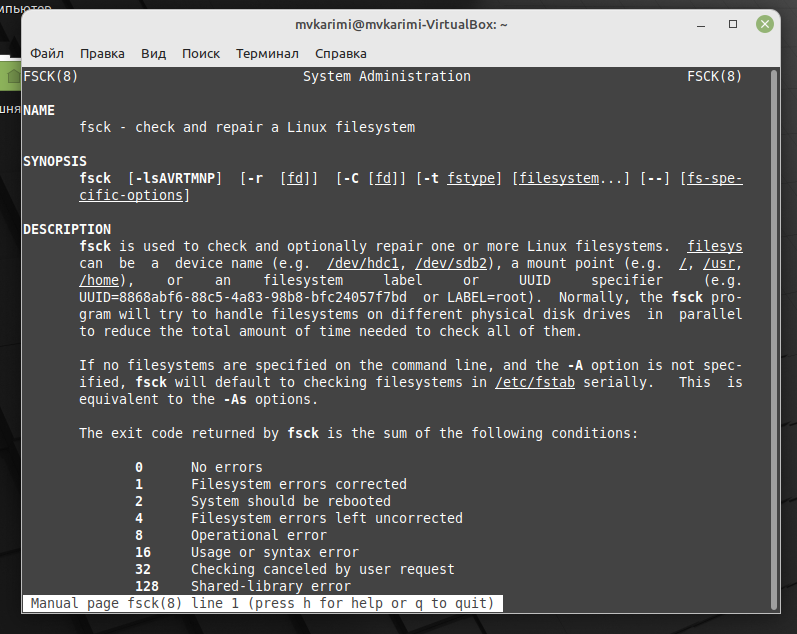 мпьютер
mvkarimi@mvkarimi-VirtualBox: ~
Файл Правка Вид Поиск Терминал Справка
шня
FSCK(8) System Administration FSCK(8)
NAME
fsck - check and repair a Linux filesystem
SYNOPSIS
fsck [-lsAVRTMNP] [-r [fd]] [-C [fd]] [-t fstype] [filesystem...] [--] [fs-spe-
cific-options]
DESCRIPTION
fsck is used to check and optionally repair one or more Linux filesystems. filesys
can be a device name (e.g. /dev/hdc1, /dev/sdb2), a mount point (e.g. /, /usr,
/home), or an filesystem label or UUID specifier (e.g.
UUID=8868abf6-88c5-4a83-98b8-bfc24057f7bd or LABEL=root). Normally, the fsck pro-
gram will try to handle filesystems on different physical disk drives in parallel
to reduce the total amount of time needed to check all of them.
If no filesystems are specified on the command line, and the -A option is not spec-
ified, fsck will default to checking filesystems in /etc/fstab serially. This is
equivalent to the -As options.
The exit code returned by fsck is the sum of the following conditions:
0 No errors
1 Filesystem errors corrected
2 System should be rebooted
4 Filesystem errors left uncorrected
8 Operational error
16 Usage or syntax error
32 Checking canceled by user request
128 Shared-library error
Manual page fsck(8) line 1 (press h for help or q to quit)